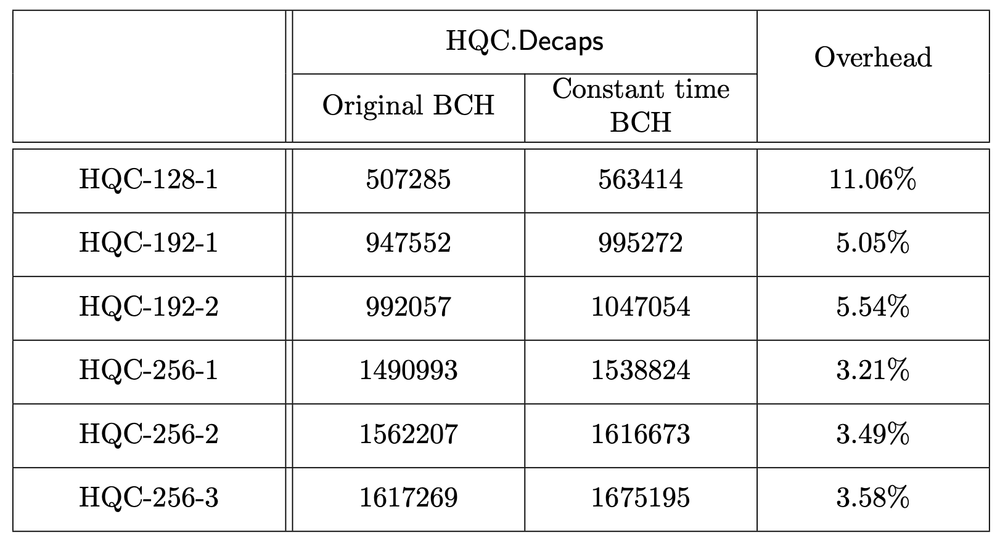 HQC.Decaps
Overhead
Original BCH
Constant time
BCH
HQC-128-1 507285 563414 11.06%
HQC-192-1 947552 995272 5.05%
HQC-192-2 992057 1047054 5.54%
HQC-256-1 1490993 1538824 3.21%
HQC-256-2 1562207 1616673 3.49%
HQC-256-3 1617269 1675195 3.58%